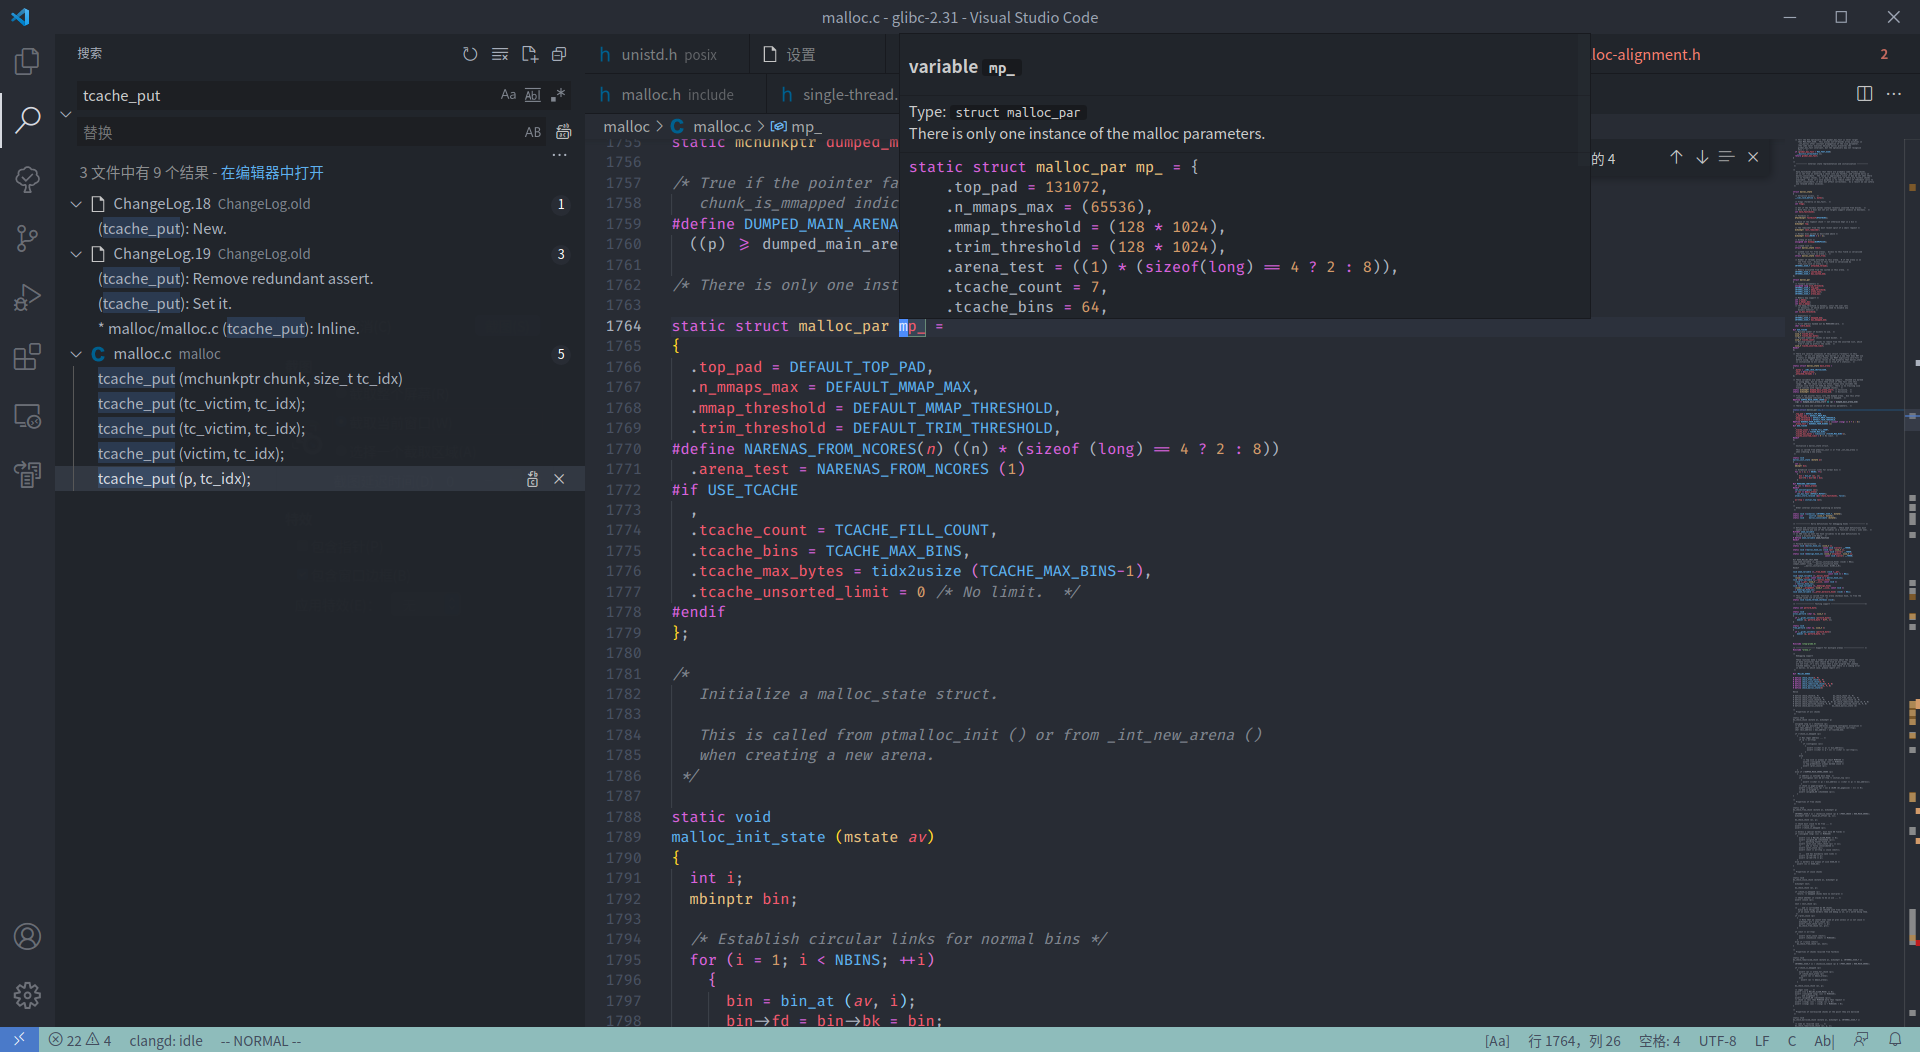 malloc.c - glibc-2.31 - Visual Studio Code
搜索
tcache_put
Aa Ab| .*
替换
AB
3 文件中有 9 个结果 - 在编辑器中打开
ChangeLog.18 ChangeLog.old 1
(tcache_put): New.
ChangeLog.19 ChangeLog.old 3
(tcache_put): Remove redundant assert.
(tcache_put): Set it.
* malloc/malloc.c (tcache_put): Inline.
C malloc.c malloc 5
tcache_put (mchunkptr chunk, size_t tc_idx)
tcache_put (tc_victim, tc_idx);
tcache_put (tc_victim, tc_idx);
tcache_put (victim, tc_idx);
tcache_put (p, tc_idx);
h unistd.h posix
设置
loc-alignment.h 2
h malloc.h include
h single-thread.
malloc > C malloc.c > mp_
的 4
variable mp_
Type: struct malloc_par
There is only one instance of the malloc parameters.
static struct malloc_par mp_ = {
.top_pad = 131072,
.n_mmaps_max = (65536),
.mmap_threshold = (128 * 1024),
.trim_threshold = (128 * 1024),
.arena_test = ((1) * (sizeof(long) == 4 ? 2 : 8)),
.tcache_count = 7,
.tcache_bins = 64,
1755 static mchunkptr dumped_m
1756
1757 /* True if the pointer fa
1758 chunk_is_mmapped indic
1759 #define DUMPED_MAIN_ARENA
1760 ((p) >= dumped_main_are
1761
1762 /* There is only one inst
1763
1764 static struct malloc_par mp_ =
1765 {
1766 .top_pad = DEFAULT_TOP_PAD,
1767 .n_mmaps_max = DEFAULT_MMAP_MAX,
1768 .mmap_threshold = DEFAULT_MMAP_THRESHOLD,
1769 .trim_threshold = DEFAULT_TRIM_THRESHOLD,
1770 #define NARENAS_FROM_NCORES(n) ((n) * (sizeof (long) == 4 ? 2 : 8))
1771 .arena_test = NARENAS_FROM_NCORES (1)
1772 #if USE_TCACHE
1773 ,
1774 .tcache_count = TCACHE_FILL_COUNT,
1775 .tcache_bins = TCACHE_MAX_BINS,
1776 .tcache_max_bytes = tidx2usize (TCACHE_MAX_BINS-1),
1777 .tcache_unsorted_limit = 0 /* No limit. */
1778 #endif
1779 };
1780
1781 /*
1782 Initialize a malloc_state struct.
1783
1784 This is called from ptmalloc_init () or from _int_new_arena ()
1785 when creating a new arena.
1786 */
1787
1788 static void
1789 malloc_init_state (mstate av)
1790 {
1791 int i;
1792 mbinptr bin;
1793
1794 /* Establish circular links for normal bins */
1795 for (i = 1; i < NBINS; ++i)
1796 {
1797 bin = bin_at (av, i);
1798 bin->fd = bin->bk = bin;
22 4 clangd: idle -- NORMAL --
[Aa] 行 1764, 列 26 空格: 4 UTF-8 LF C Ab|